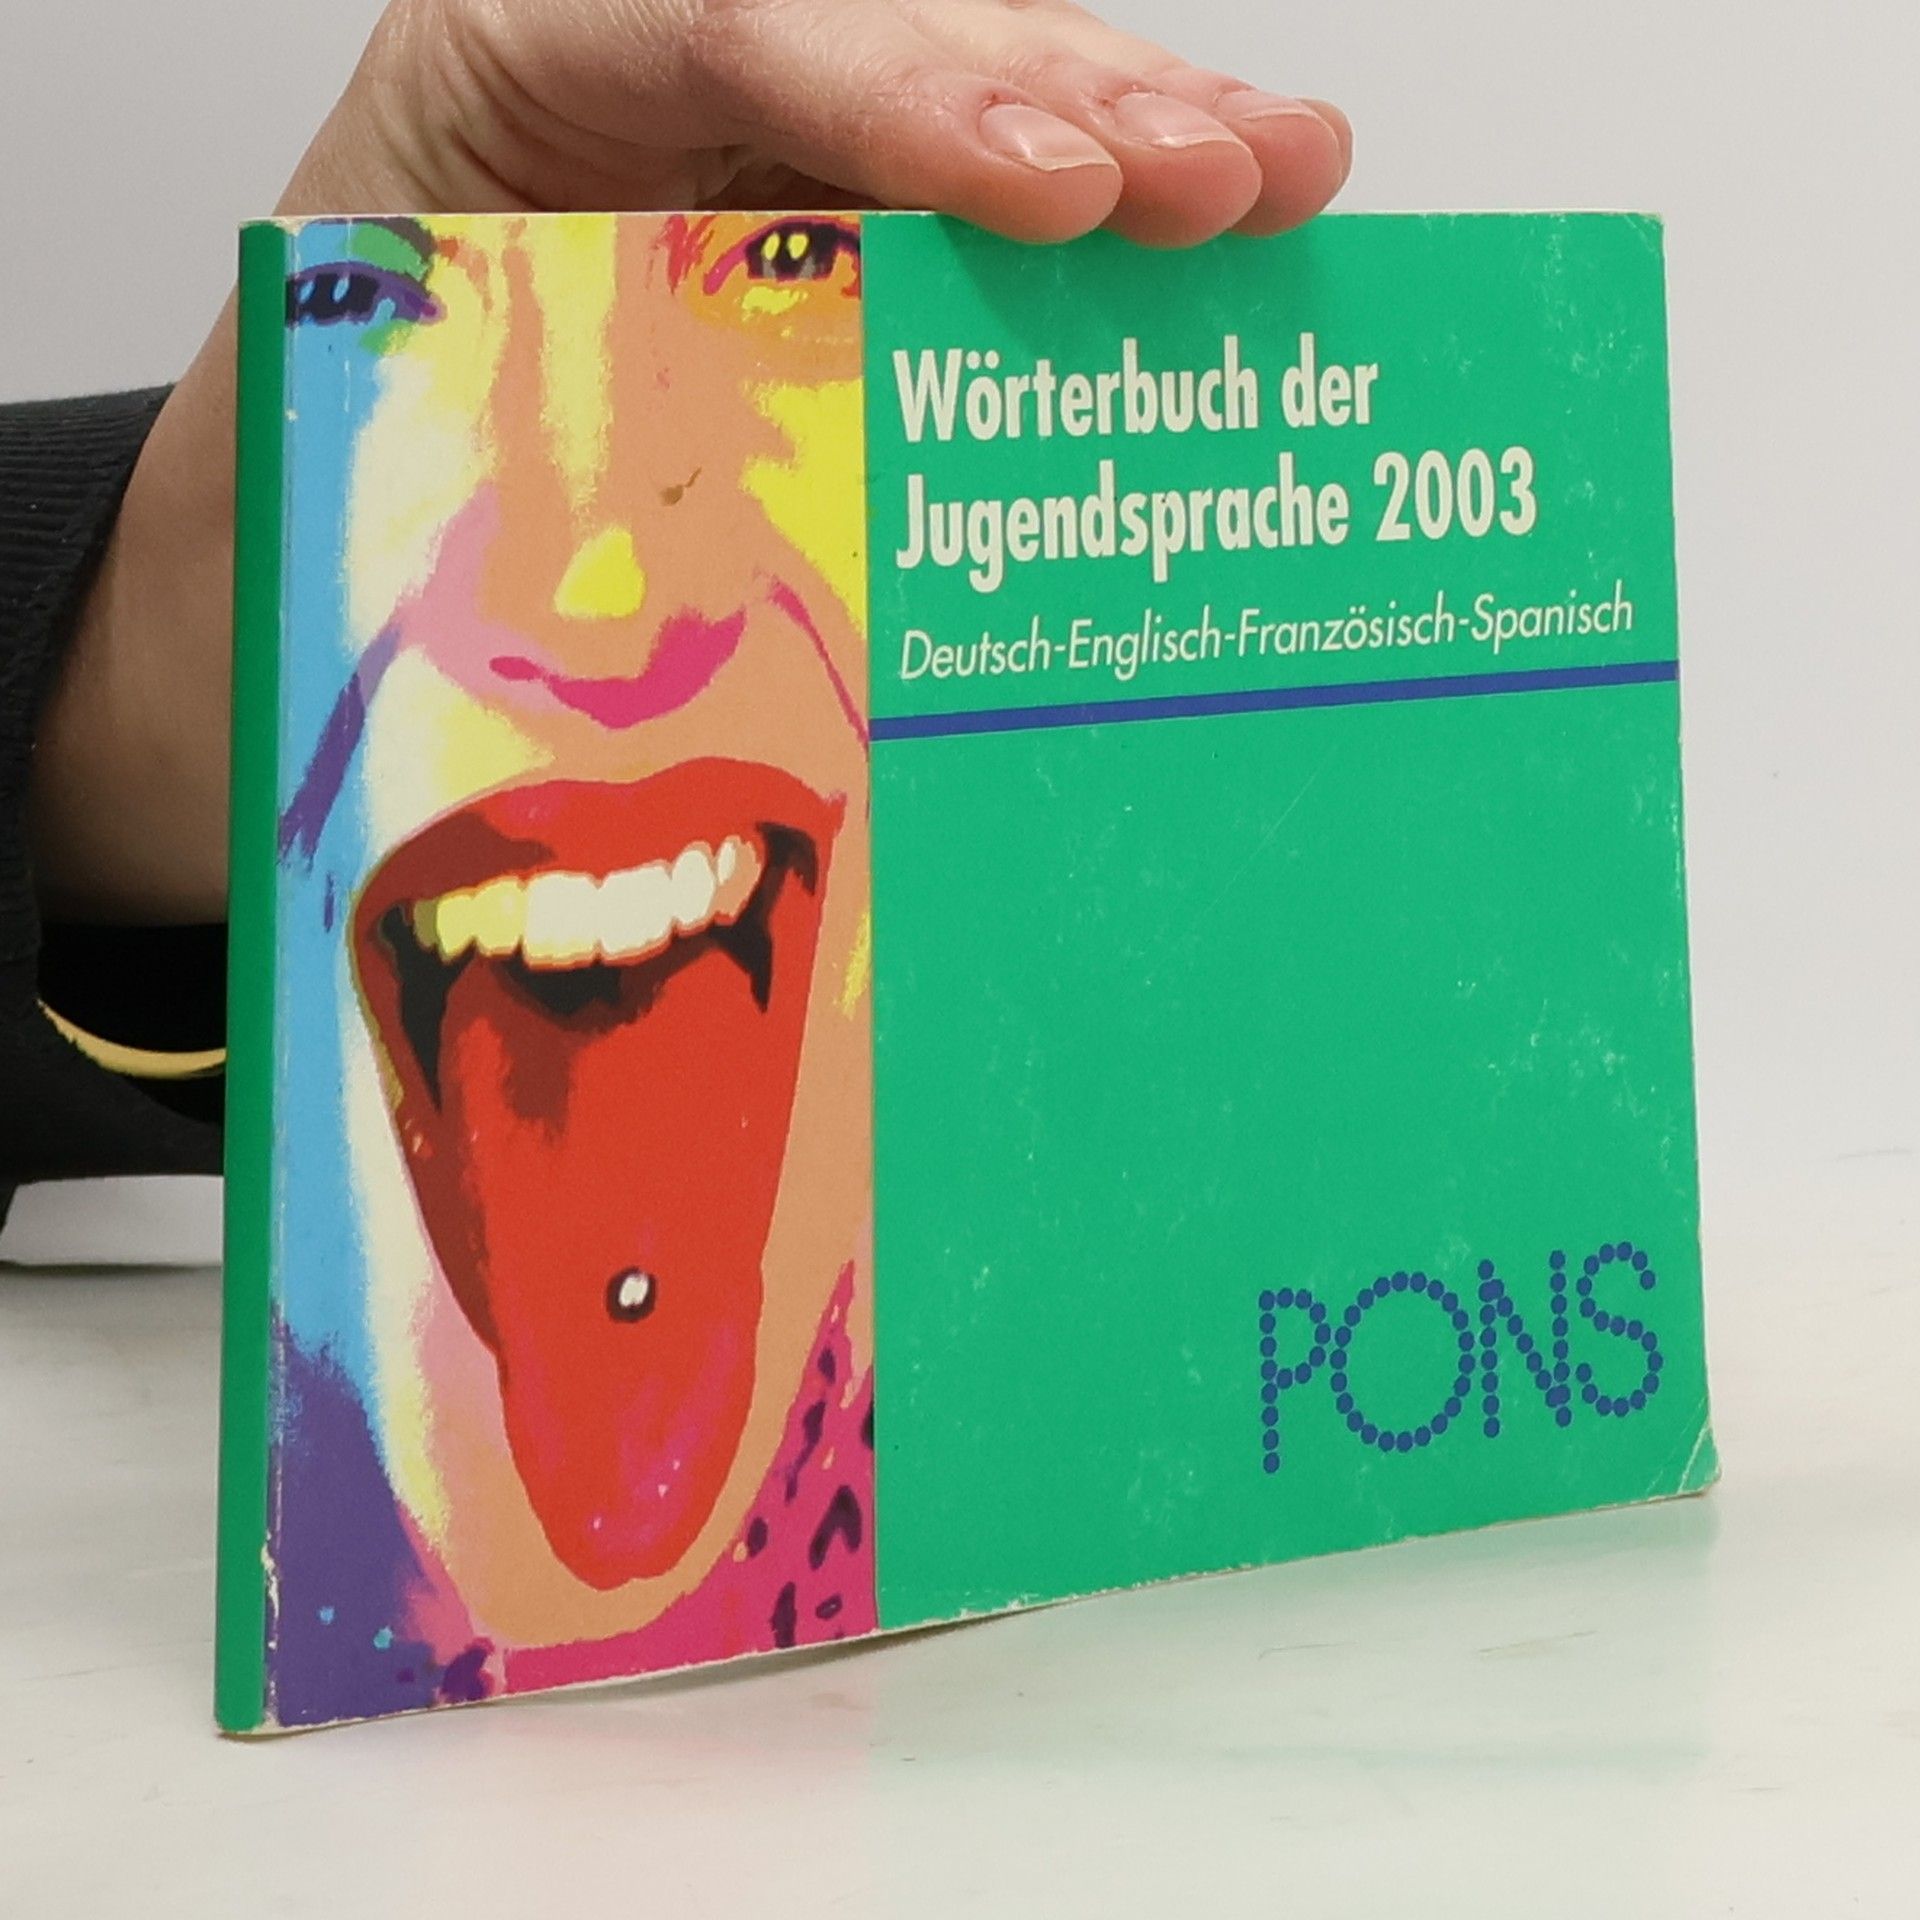 Wörterbuch der
Jugendsprache 2003
Deutsch-Englisch-Französisch-Spanisch
PONS